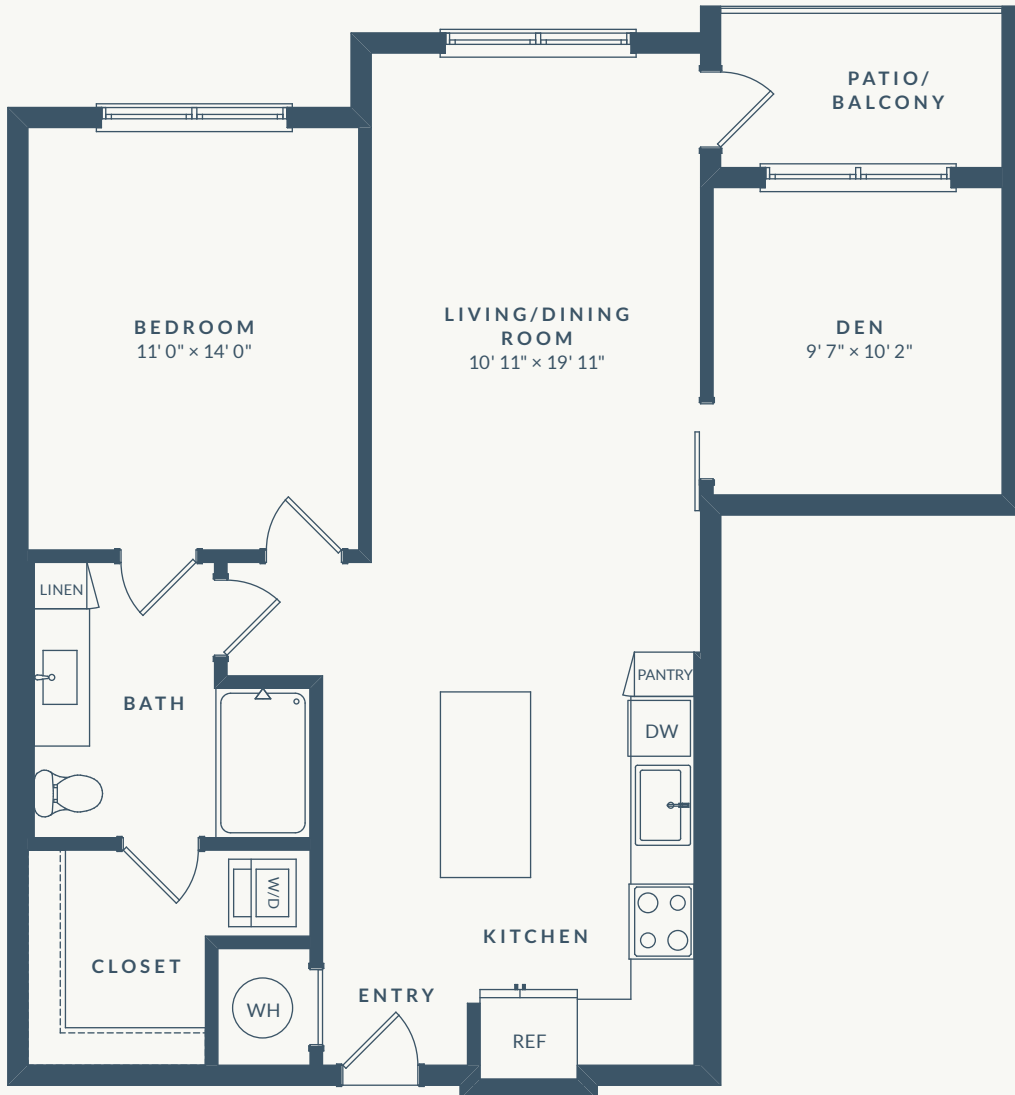 PATIO/
BALCONY
BEDROOM
11' 0" × 14' 0"
LIVING/DINING
ROOM
10' 11" × 19' 11"
DEN
9' 7" × 10' 2"
LINEN
BATH
PANTRY
DW
W/D
KITCHEN
CLOSET
ENTRY
WH
REF